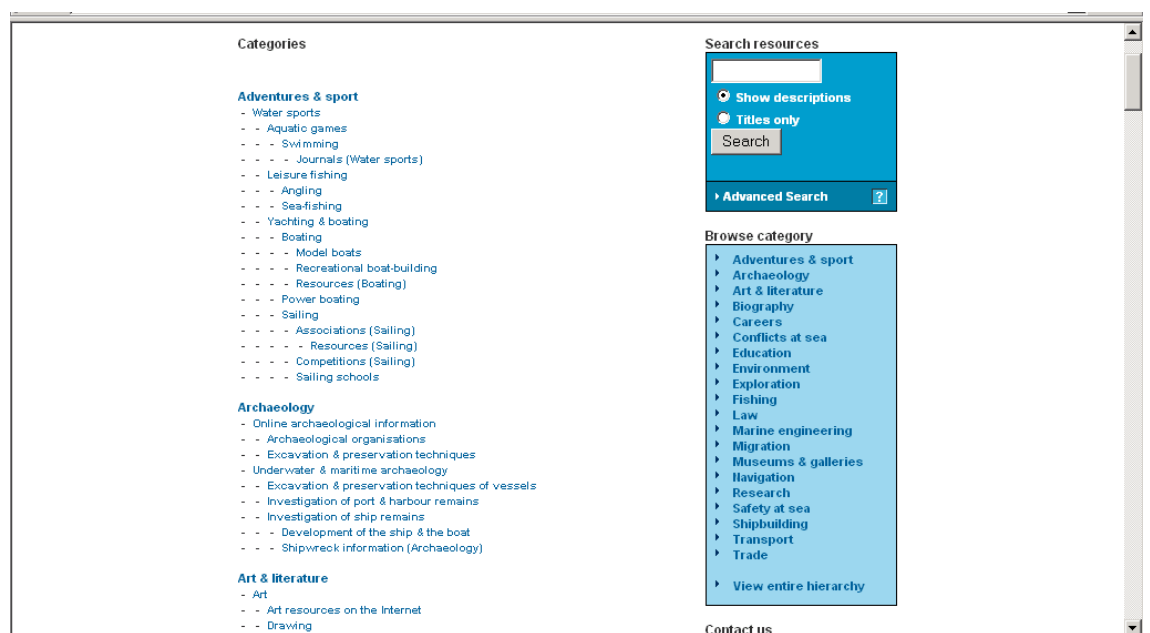 Categories
Adventures & sport
- Water sports
- - Aquatic games
- - - Swimming
- - - - Journals (Water sports)
- - Leisure fishing
- - - Angling
- - - Sea-fishing
- - Yachting & boating
- - - Boating
- - - - Model boats
- - - - Recreational boat-building
- - - - Resources (Boating)
- - - Power boating
- - - Sailing
- - - - Associations (Sailing)
- - - - - Resources (Sailing)
- - - - Competitions (Sailing)
- - - - Sailing schools
Archaeology
- Online archaeological information
- - Archaeological organisations
- - Excavation & preservation techniques
- Underwater & maritime archaeology
- - Excavation & preservation techniques of vessels
- - Investigation of port & harbour remains
- - Investigation of ship remains
- - - Development of the ship & the boat
- - - Shipwreck information (Archaeology)
Art & literature
- Art
- - Art resources on the Internet
- - Drawing
Search resources
Show descriptions
Titles only
Search
Advanced Search ?
Browse category
Adventures & sport
Archaeology
Art & literature
Biography
Careers
Conflicts at sea
Education
Environment
Exploration
Fishing
Law
Marine engineering
Migration
Museums & galleries
Navigation
Research
Safety at sea
Shipbuilding
Transport
Trade
View entire hierarchy
Contact us